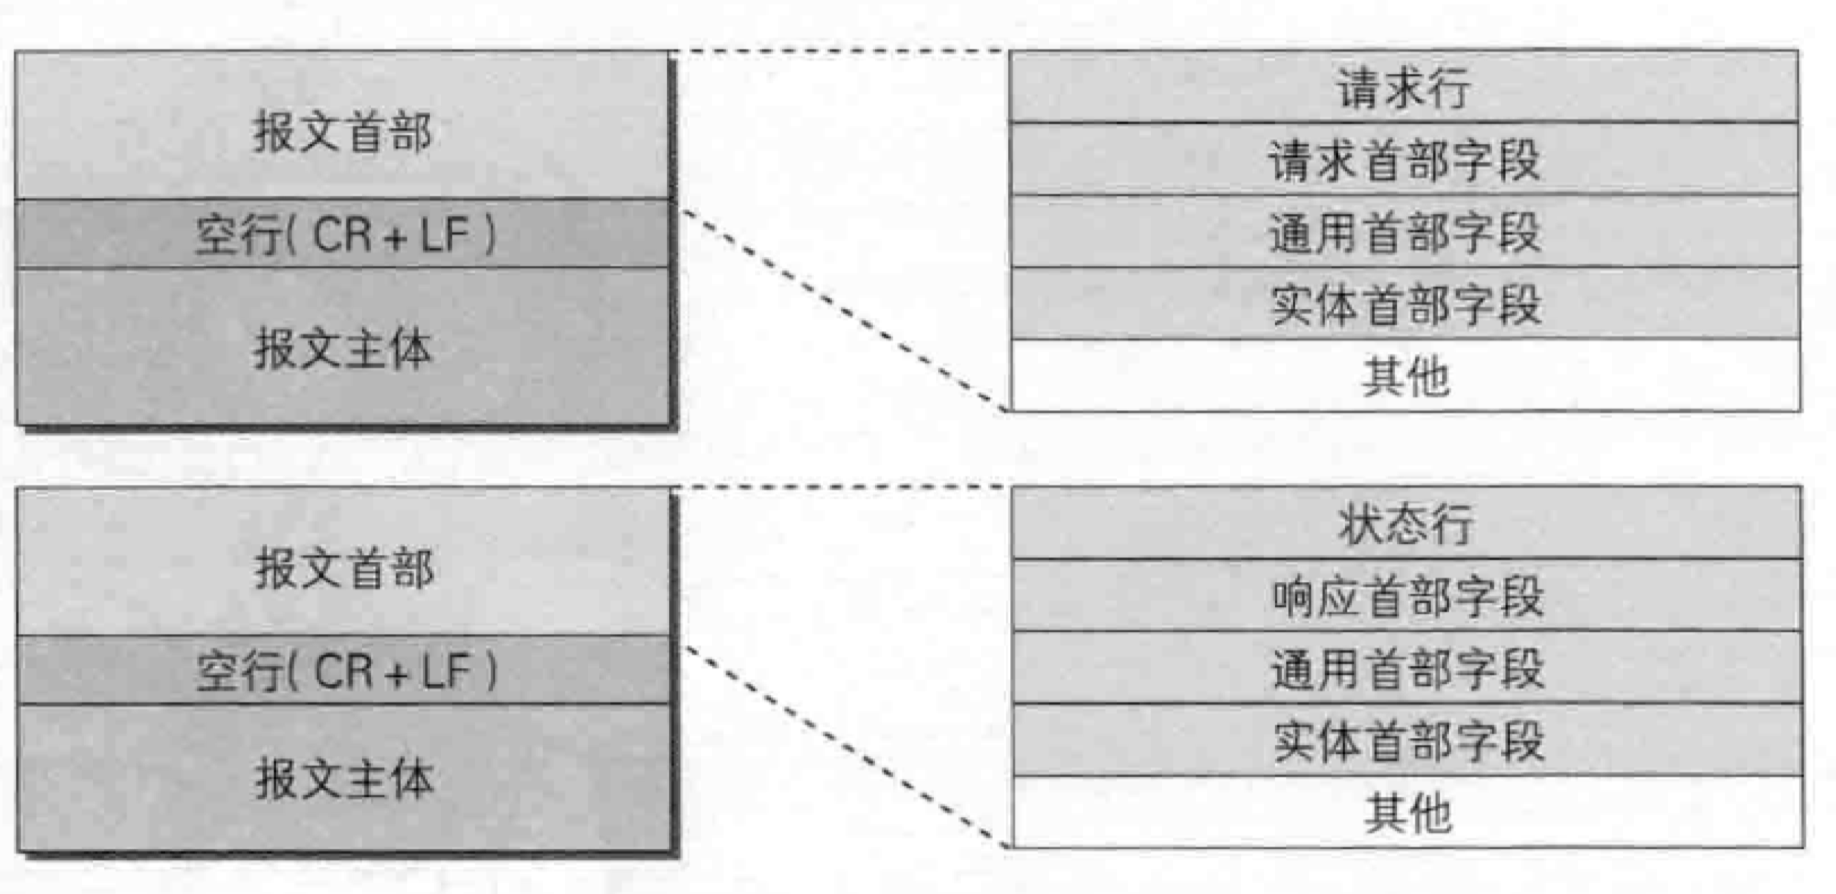 报文首部
空行( CR + LF )
报文主体
请求行
请求首部字段
通用首部字段
实体首部字段
其他
报文首部
空行( CR + LF )
报文主体
状态行
响应首部字段
通用首部字段
实体首部字段
其他